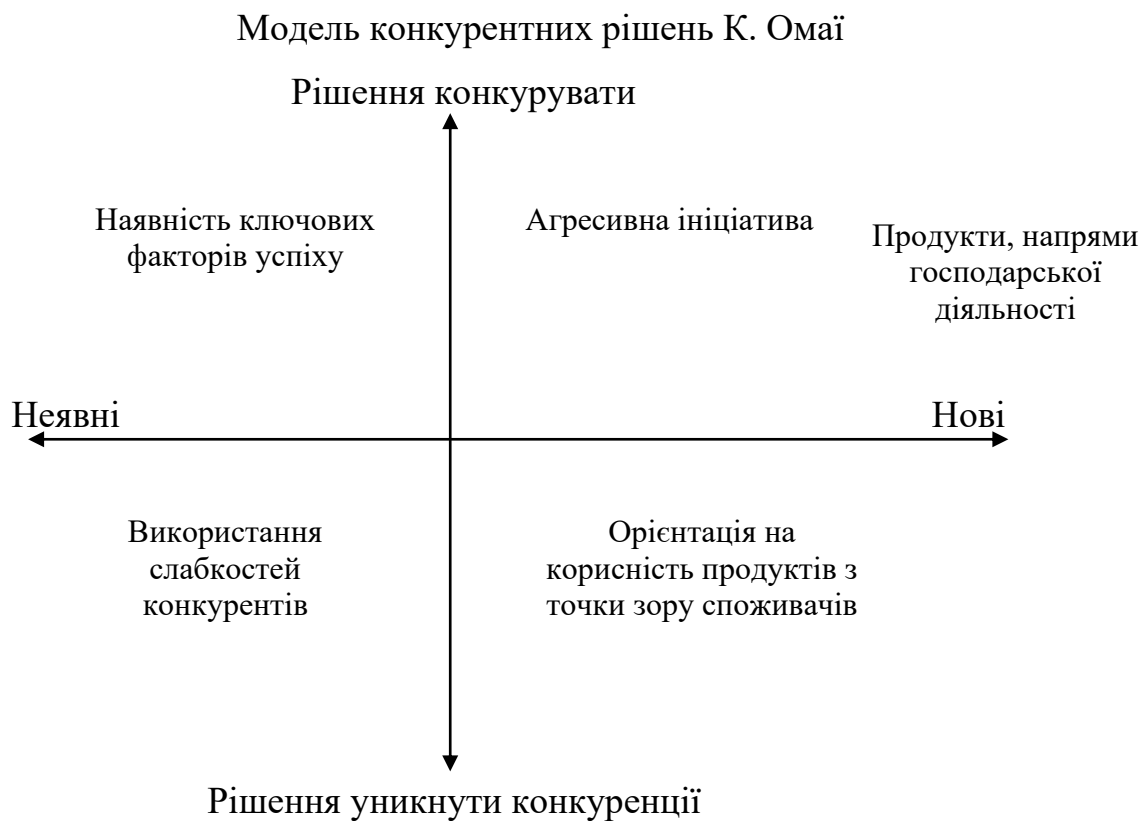 Модель конкурентних рішень К. Омаї
Рішення конкурувати
Наявність ключових
факторів успіху
Агресивна ініціатива
Продукти, напрями
господарської
діяльності
Неявні
Нові
Використання
слабкостей
конкурентів
Орієнтація на
корисність продуктів з
точки зору споживачів
Рішення уникнути конкуренції